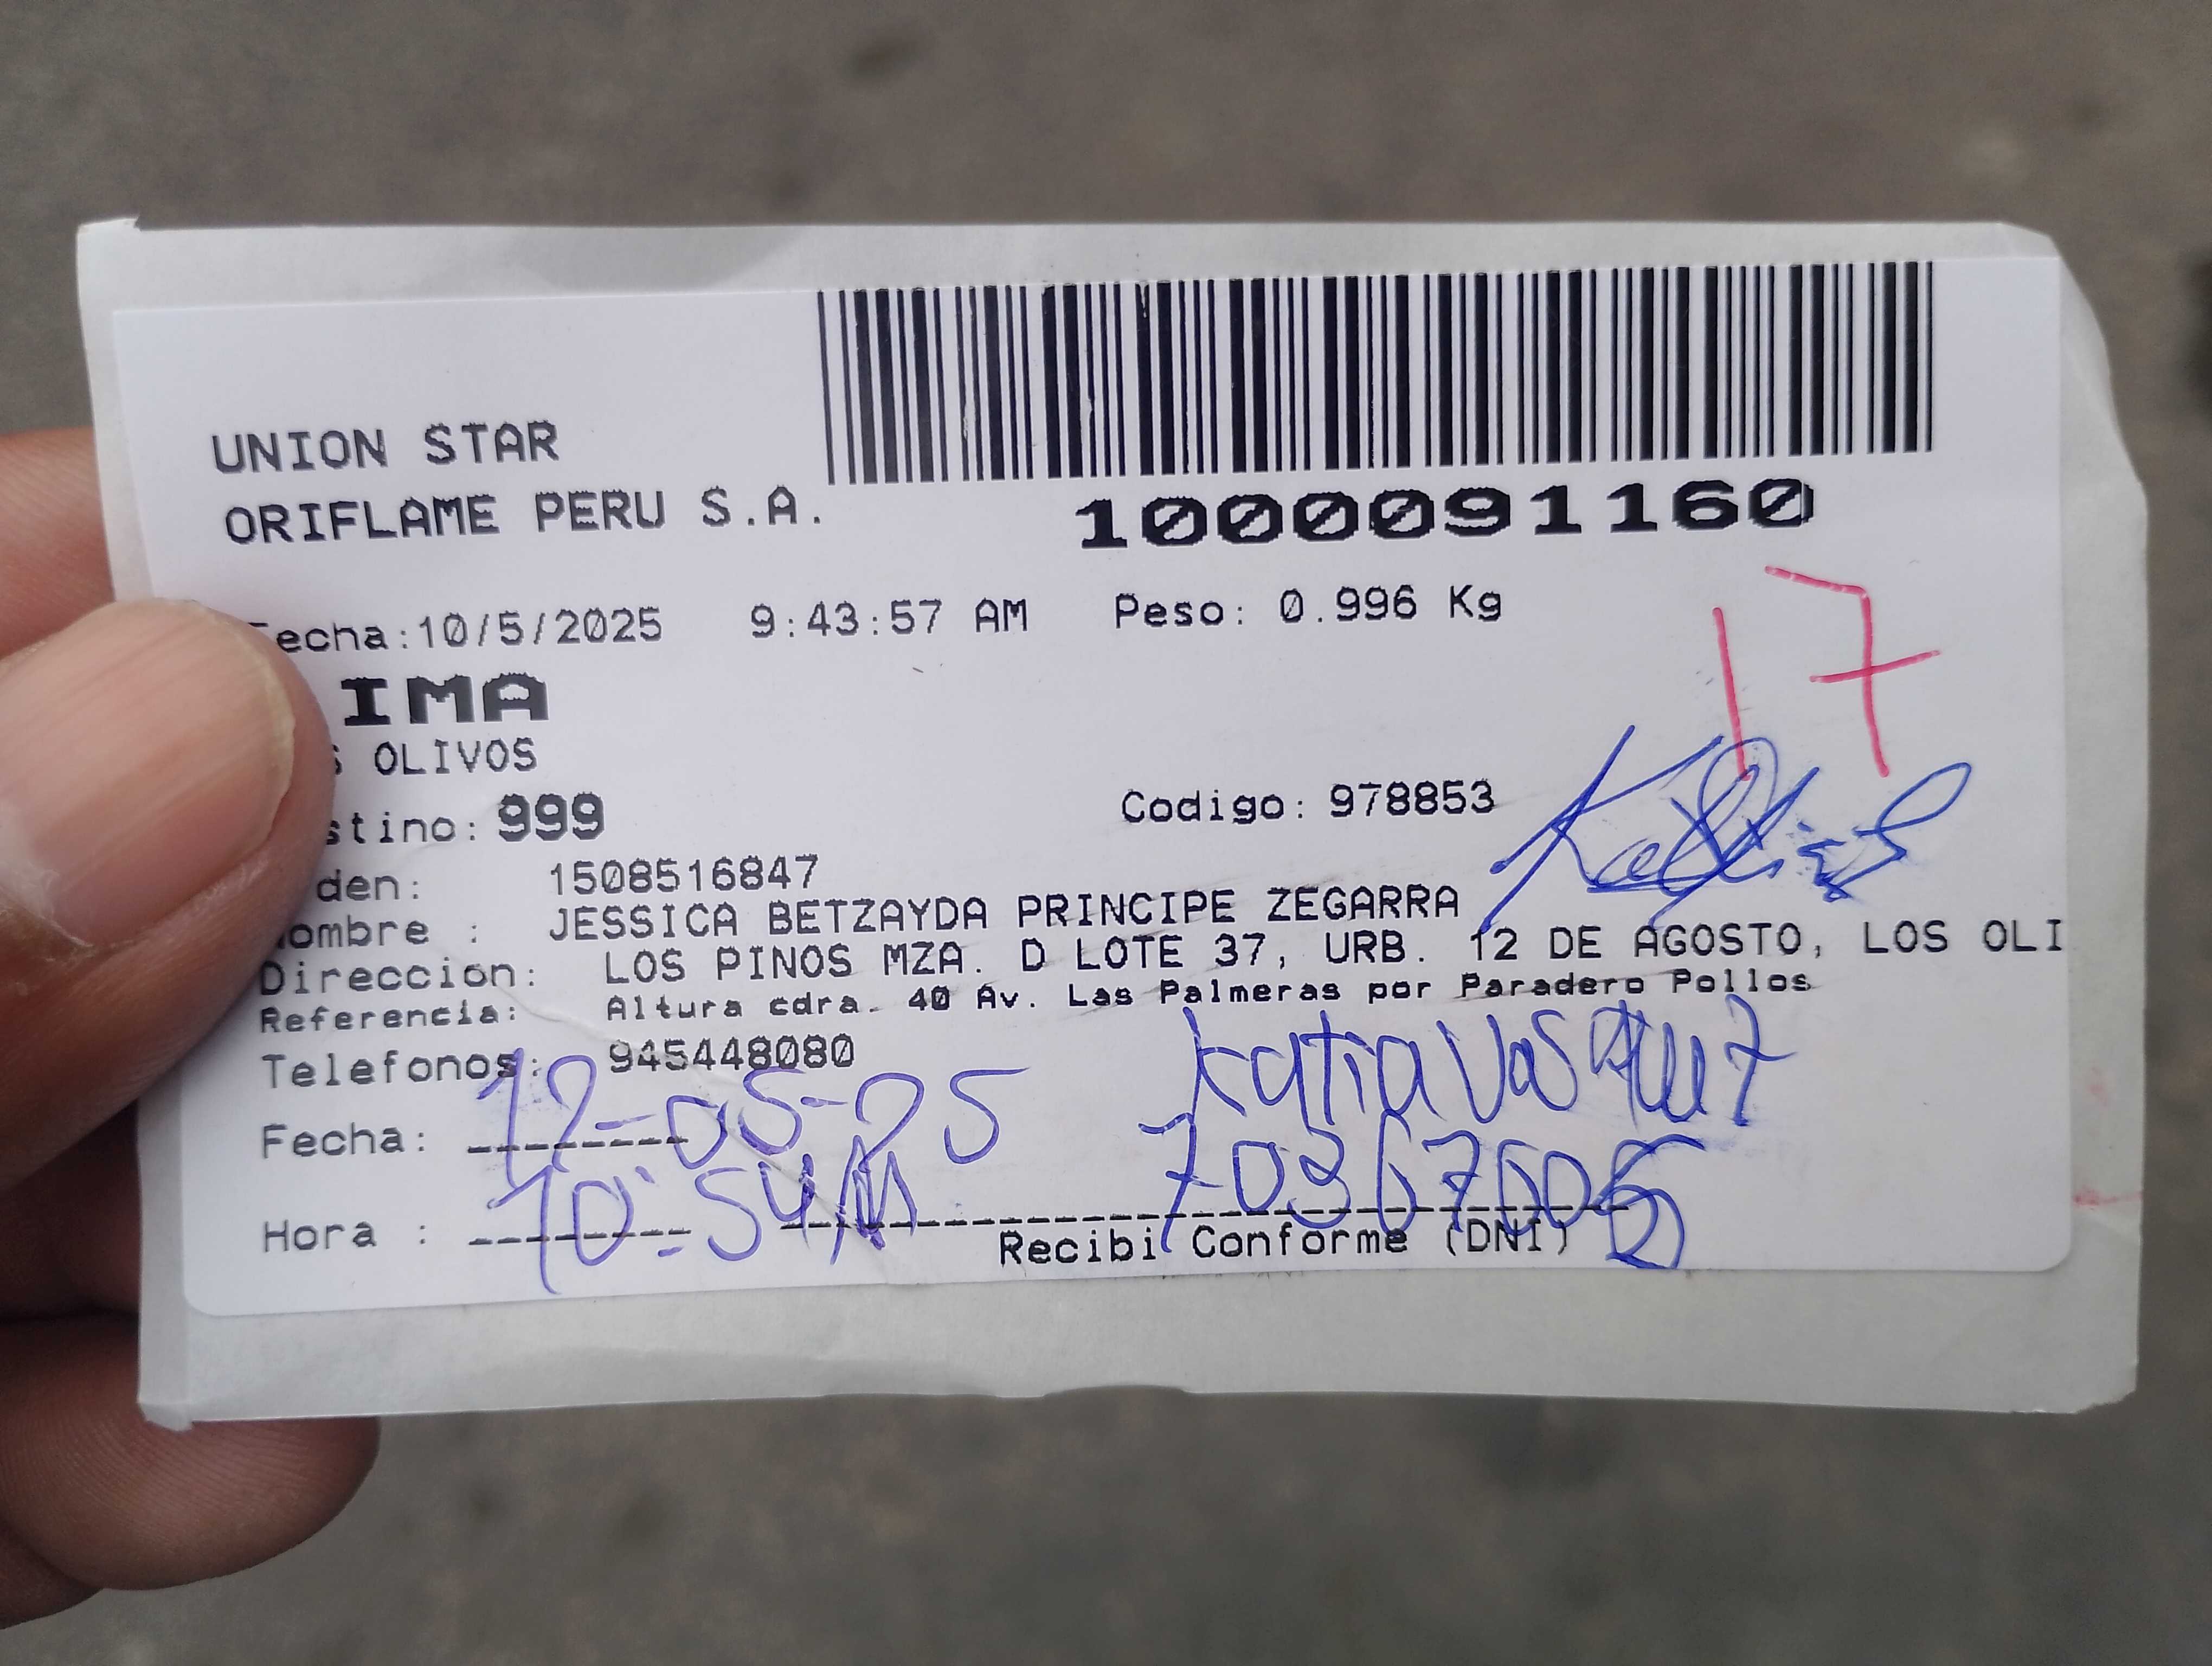 UNION STAR
ORIFLAME PERU S.A.
1000091160
Fecha:10/5/2025 9:43:57 AM Peso: 0.996 Kg
17
IMA
S OLIVOS
stino: 999
Codigo: 978853
den: 1508516847
ombre : JESSICA BETZAYDA PRINCIPE ZEGARRA
Direccion: LOS PINOS MZA. D LOTE 37, URB. 12 DE AGOSTO, LOS OLI
Referencia: Altura cdra. 40 Av. Las Palmeras por Paradero Pollos
Telefonos: 945448080
Katia Vasquez
Fecha: 12-05-25
Hora : 10:54
Recibi Conforme (DNI)